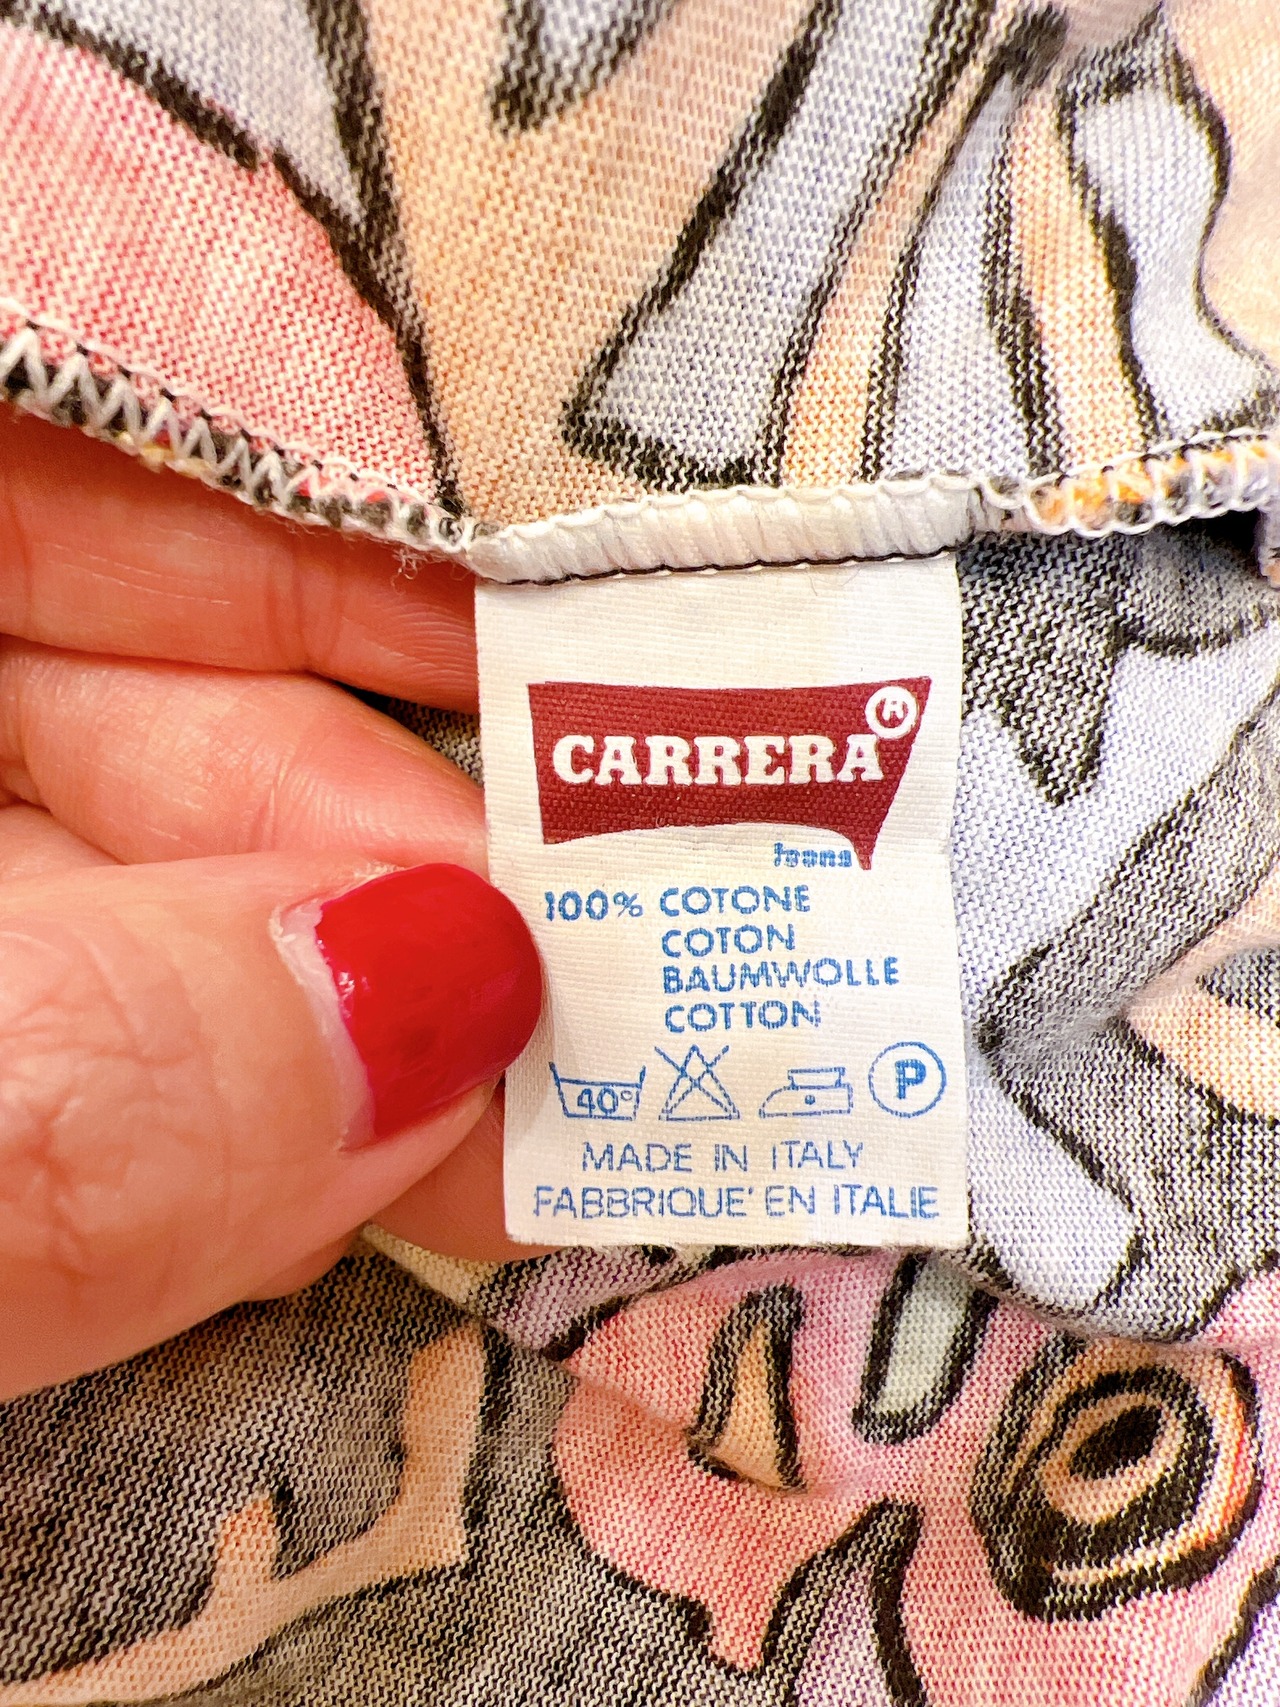 CARRERA®
jeans
100% COTONE
COTON
BAUMWOLLE
COTTON
40° P
MADE IN ITALY
FABBRIQUE' EN ITALIE